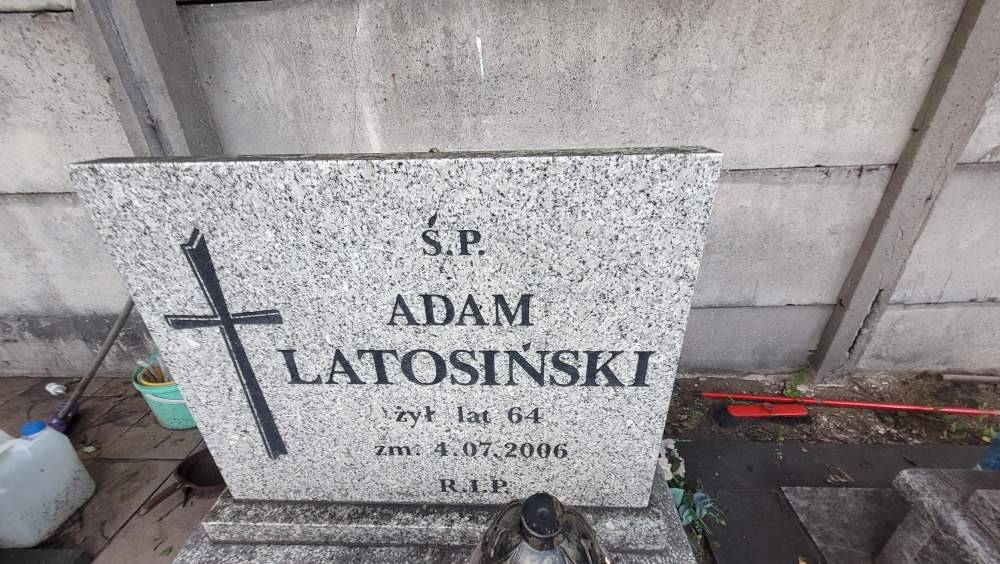 Ś.P.
ADAM
LATOSIŃSKI
żył lat 64
zm. 4.07.2006
R.I.P.